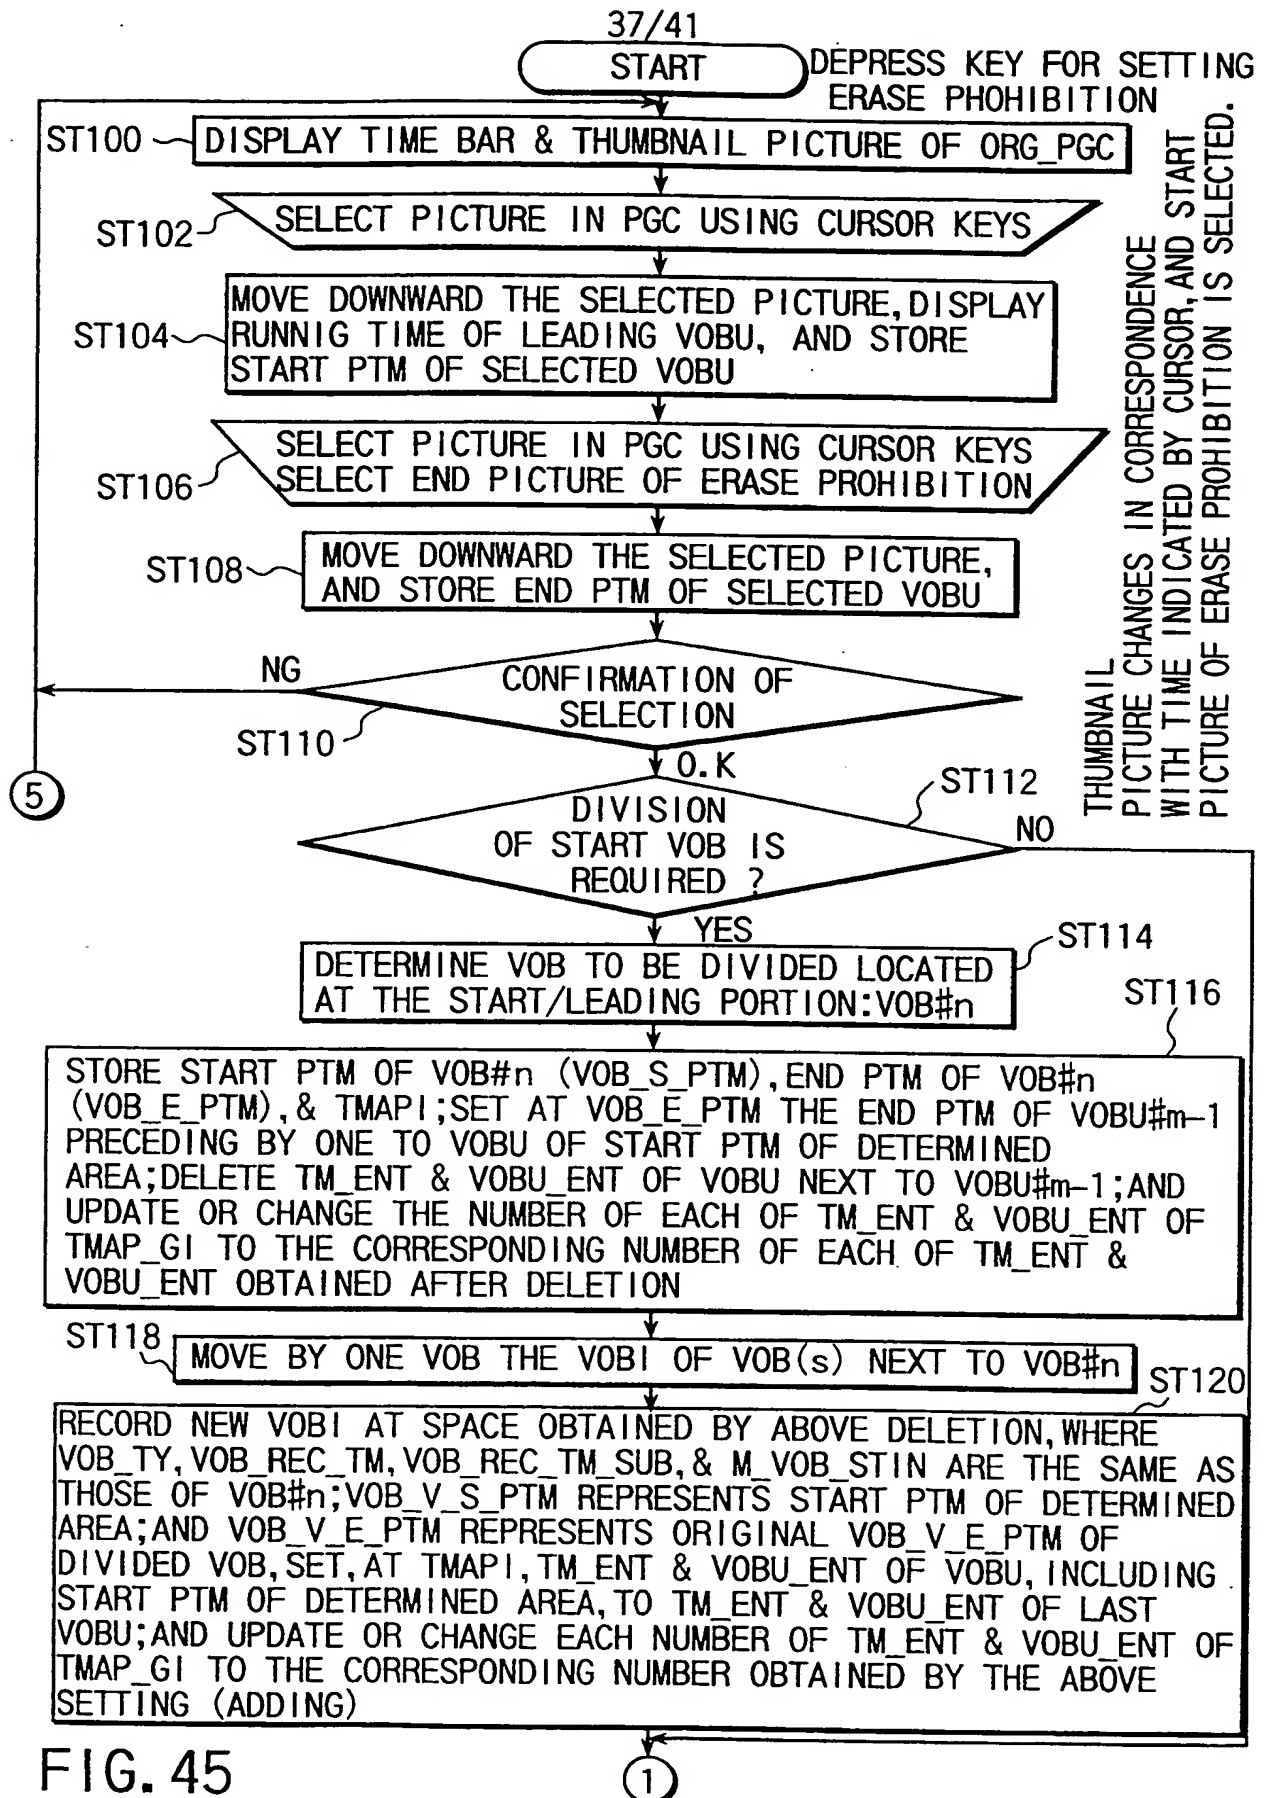 37/41
START
DEPRESS KEY FOR SETTING
ERASE PHOHIBITION
ST100
DISPLAY TIME BAR & THUMBNAIL PICTURE OF ORG_PGC
ST102
SELECT PICTURE IN PGC USING CURSOR KEYS
ST104
MOVE DOWNWARD THE SELECTED PICTURE, DISPLAY
RUNNIG TIME OF LEADING VOBU, AND STORE
START PTM OF SELECTED VOBU
ST106
SELECT PICTURE IN PGC USING CURSOR KEYS
SELECT END PICTURE OF ERASE PROHIBITION
ST108
MOVE DOWNWARD THE SELECTED PICTURE,
AND STORE END PTM OF SELECTED VOBU
THUMBNAIL
PICTURE CHANGES IN CORRESPONDENCE
WITH TIME INDICATED BY CURSOR, AND START
PICTURE OF ERASE PROHIBITION IS SELECTED.
NG
CONFIRMATION OF
SELECTION
ST110
O.K
5
ST112
DIVISION
OF START VOB IS
REQUIRED ?
NO
YES
ST114
DETERMINE VOB TO BE DIVIDED LOCATED
AT THE START/LEADING PORTION:VOB#n
ST116
STORE START PTM OF VOB#n (VOB_S_PTM), END PTM OF VOB#n
(VOB_E_PTM), & TMAPI;SET AT VOB_E_PTM THE END PTM OF VOBU#m-1
PRECEDING BY ONE TO VOBU OF START PTM OF DETERMINED
AREA;DELETE TM_ENT & VOBU_ENT OF VOBU NEXT TO VOBU#m-1;AND
UPDATE OR CHANGE THE NUMBER OF EACH OF TM_ENT & VOBU_ENT OF
TMAP_GI TO THE CORRESPONDING NUMBER OF EACH OF TM_ENT &
VOBU_ENT OBTAINED AFTER DELETION
ST118
MOVE BY ONE VOB THE VOBI OF VOB(s) NEXT TO VOB#n
ST120
RECORD NEW VOBI AT SPACE OBTAINED BY ABOVE DELETION, WHERE
VOB_TY, VOB_REC_TM, VOB_REC_TM_SUB, & M_VOB_STIN ARE THE SAME AS
THOSE OF VOB#n;VOB_V_S_PTM REPRESENTS START PTM OF DETERMINED
AREA;AND VOB_V_E_PTM REPRESENTS ORIGINAL VOB_V_E_PTM OF
DIVIDED VOB, SET, AT TMAPI, TM_ENT & VOBU_ENT OF VOBU, INCLUDING
START PTM OF DETERMINED AREA, TO TM_ENT & VOBU_ENT OF LAST
VOBU;AND UPDATE OR CHANGE EACH NUMBER OF TM_ENT & VOBU_ENT OF
TMAP_GI TO THE CORRESPONDING NUMBER OBTAINED BY THE ABOVE
SETTING (ADDING)
1
FIG. 45